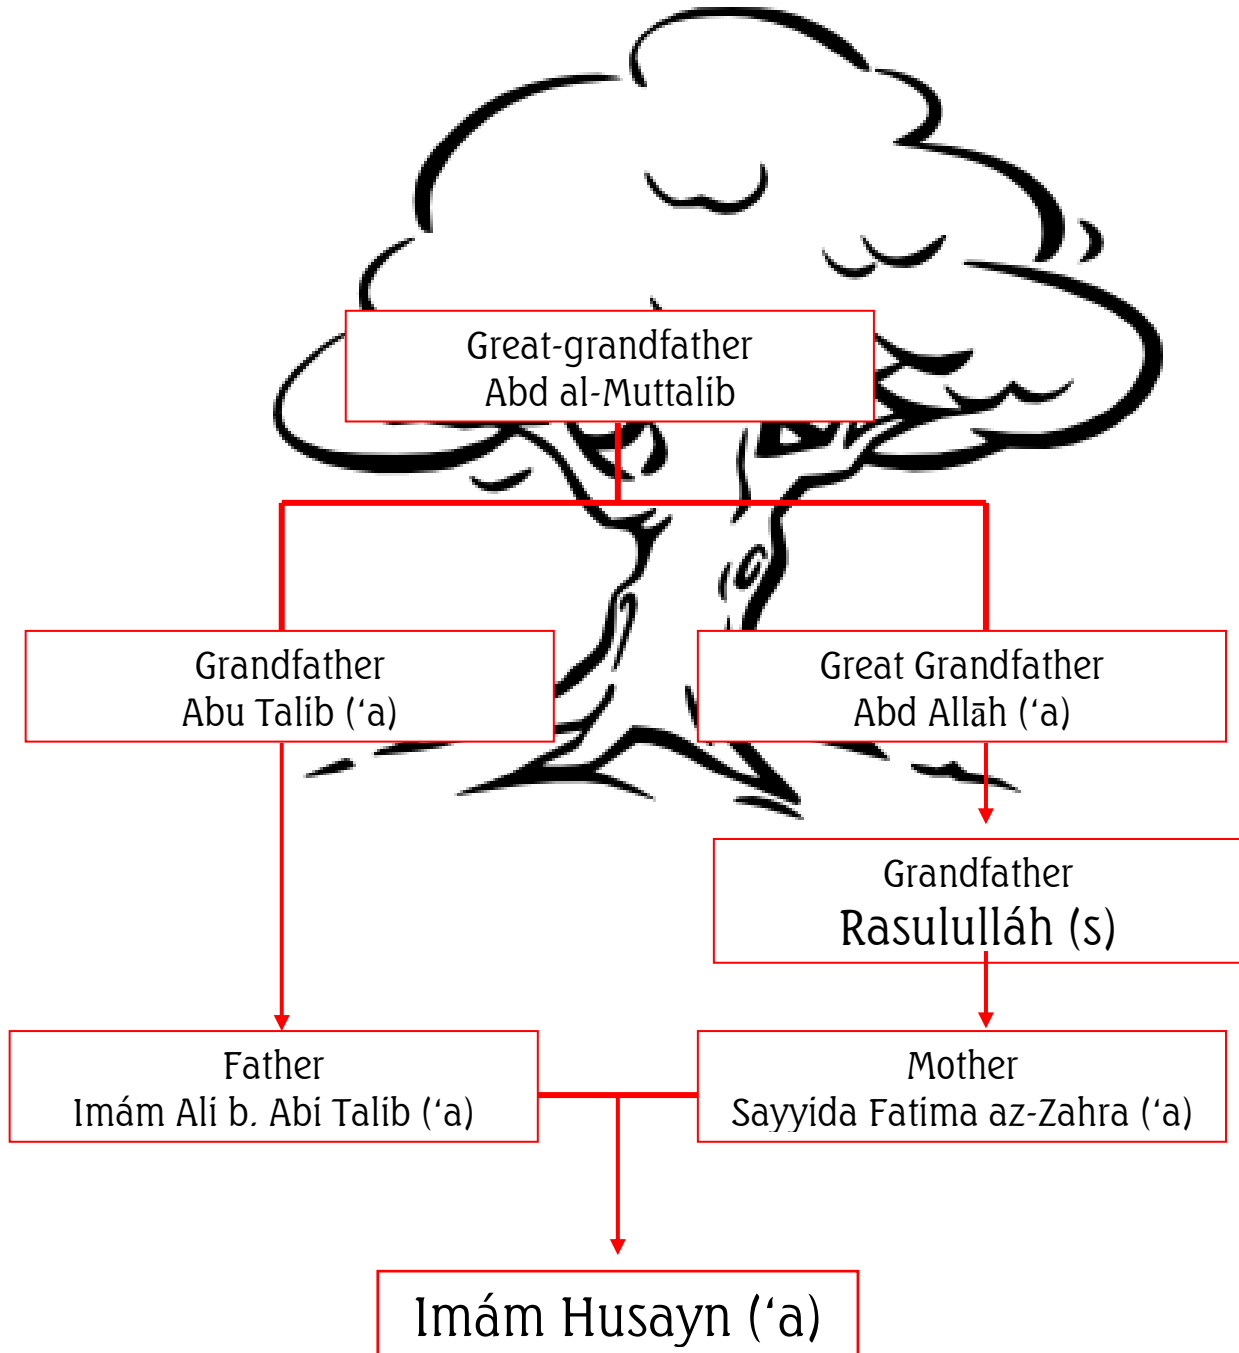 Great-grandfather
Abd al-Muttalib
Grandfather
Abu Talib (‘a)
Great Grandfather
Abd Allāh (‘a)
Grandfather
Rasululláh (s)
Father
Imám Ali b. Abi Talib (‘a)
Mother
Sayyida Fatima az-Zahra (‘a)
Imám Husayn (‘a)